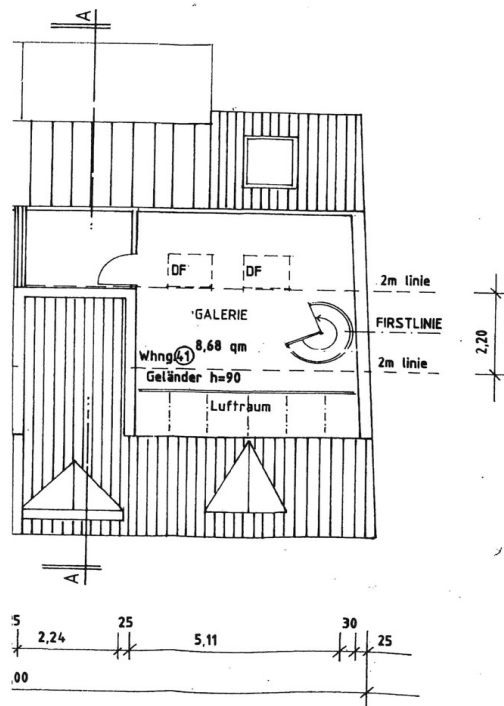 A
DF
DF
2m linie
GALERIE
FIRSTLINIE
2,20
8,68 qm
Whng. 41
2m linie
Geländer h=90
Luftraum
A
25
30
2,24
5,11
25